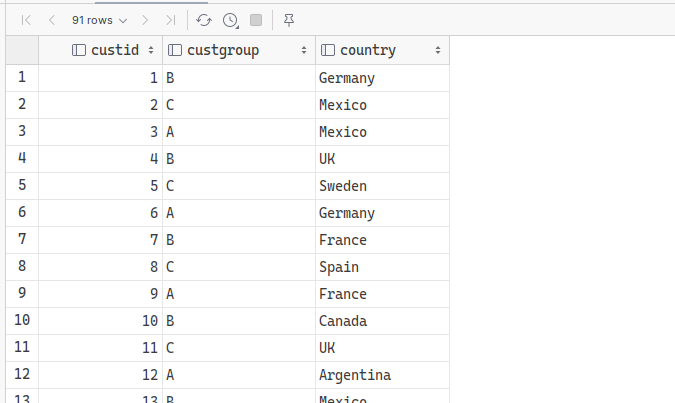 91 rows
custid custgroup country
1 1 B Germany
2 2 C Mexico
3 3 A Mexico
4 4 B UK
5 5 C Sweden
6 6 A Germany
7 7 B France
8 8 C Spain
9 9 A France
10 10 B Canada
11 11 C UK
12 12 A Argentina
13 13 B Mexico